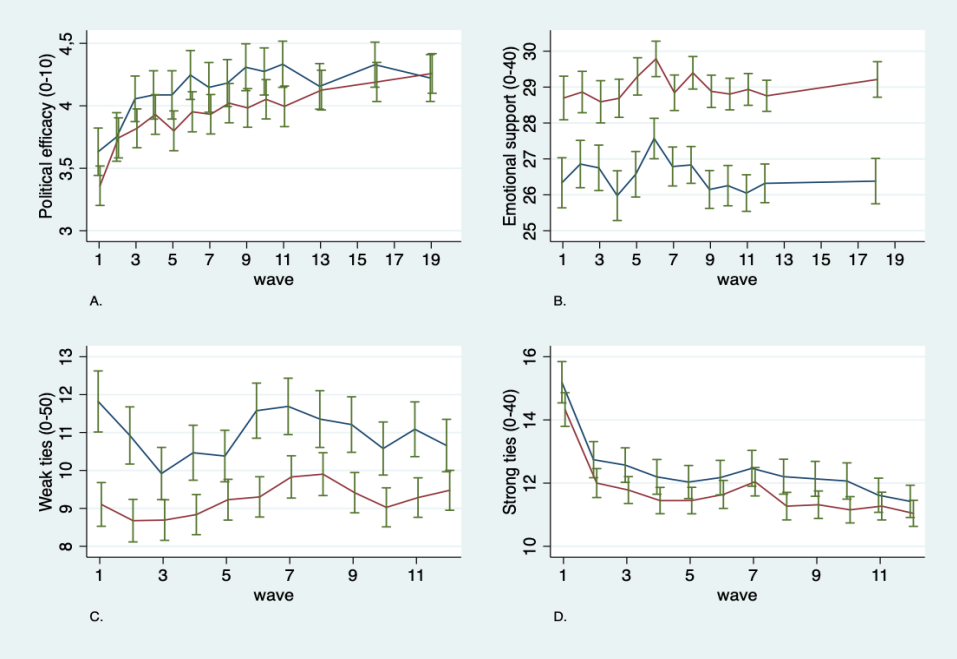 Political efficacy (0-10)
4,5
4
3,5
3
1 3 5 7 9 11 13 15 17 19
wave
A.
Emotional support (0-40)
30
29
28
27
26
25
1 3 5 7 9 11 13 15 17 19
wave
B.
Weak ties (0-50)
13
12
11
10
9
8
1 3 5 7 9 11
wave
C.
Strong ties (0-40)
16
14
12
10
1 3 5 7 9 11
wave
D.